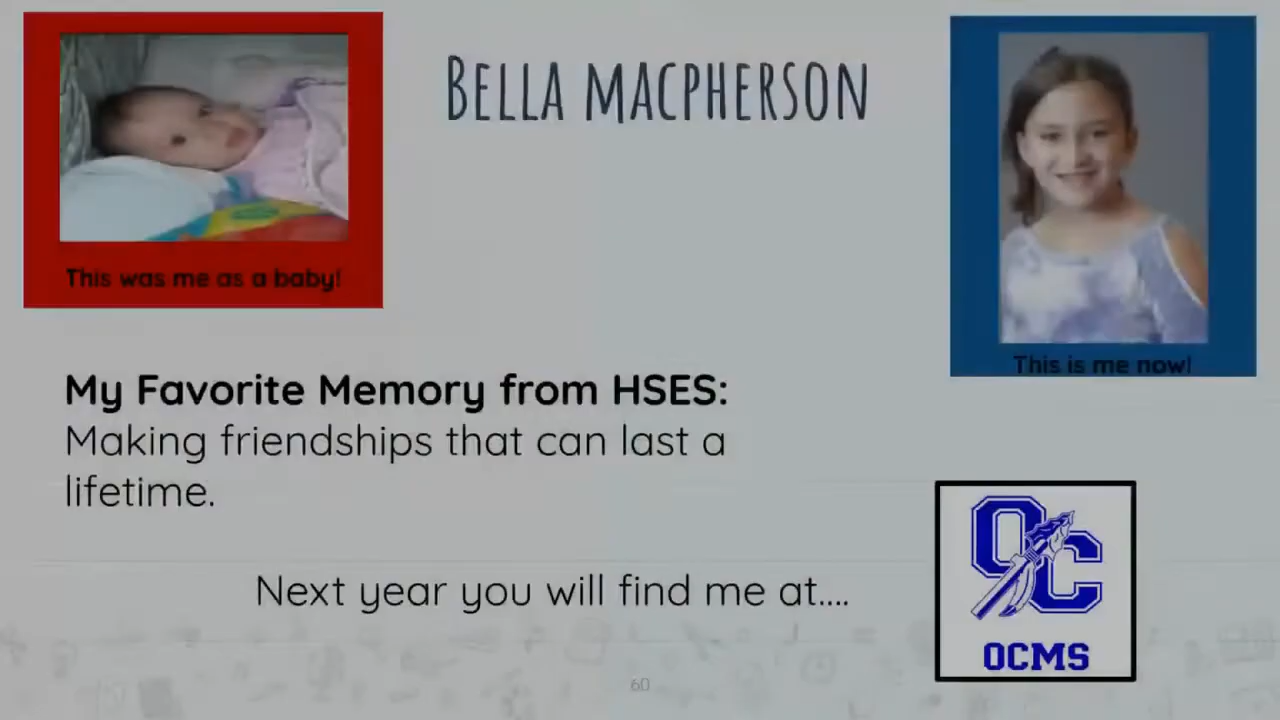 BELLA MACPHERSON
This was me as a baby!
This is me now!
My Favorite Memory from HSES:
Making friendships that can last a
lifetime.
Next year you will find me at....
OC
OCMS
60